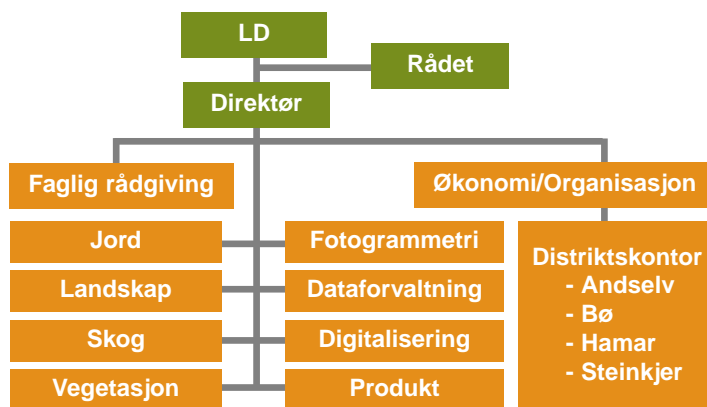 LD
Rådet
Direktør
Faglig rådgiving
Økonomi/Organisasjon
Jord
Fotogrammetri
Landskap
Dataforvaltning
Skog
Digitalisering
Vegetasjon
Produkt
Distriktskontor
- Andselv
- Bø
- Hamar
- Steinkjer